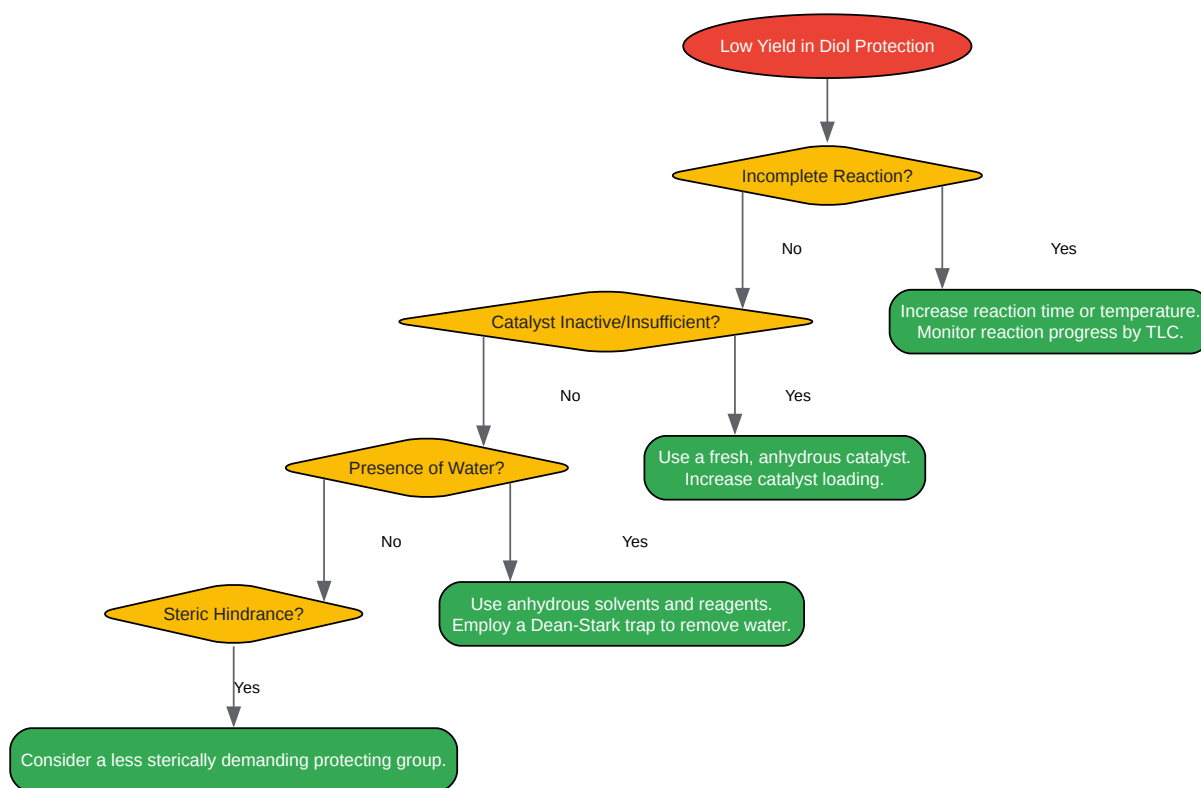 Low Yield in Diol Protection
Incomplete Reaction?
No
Yes
Increase reaction time or temperature.
Monitor reaction progress by TLC.
Catalyst Inactive/Insufficient?
No
Yes
Use a fresh, anhydrous catalyst.
Increase catalyst loading.
Presence of Water?
No
Yes
Use anhydrous solvents and reagents.
Employ a Dean-Stark trap to remove water.
Steric Hindrance?
Yes
Consider a less sterically demanding protecting group.